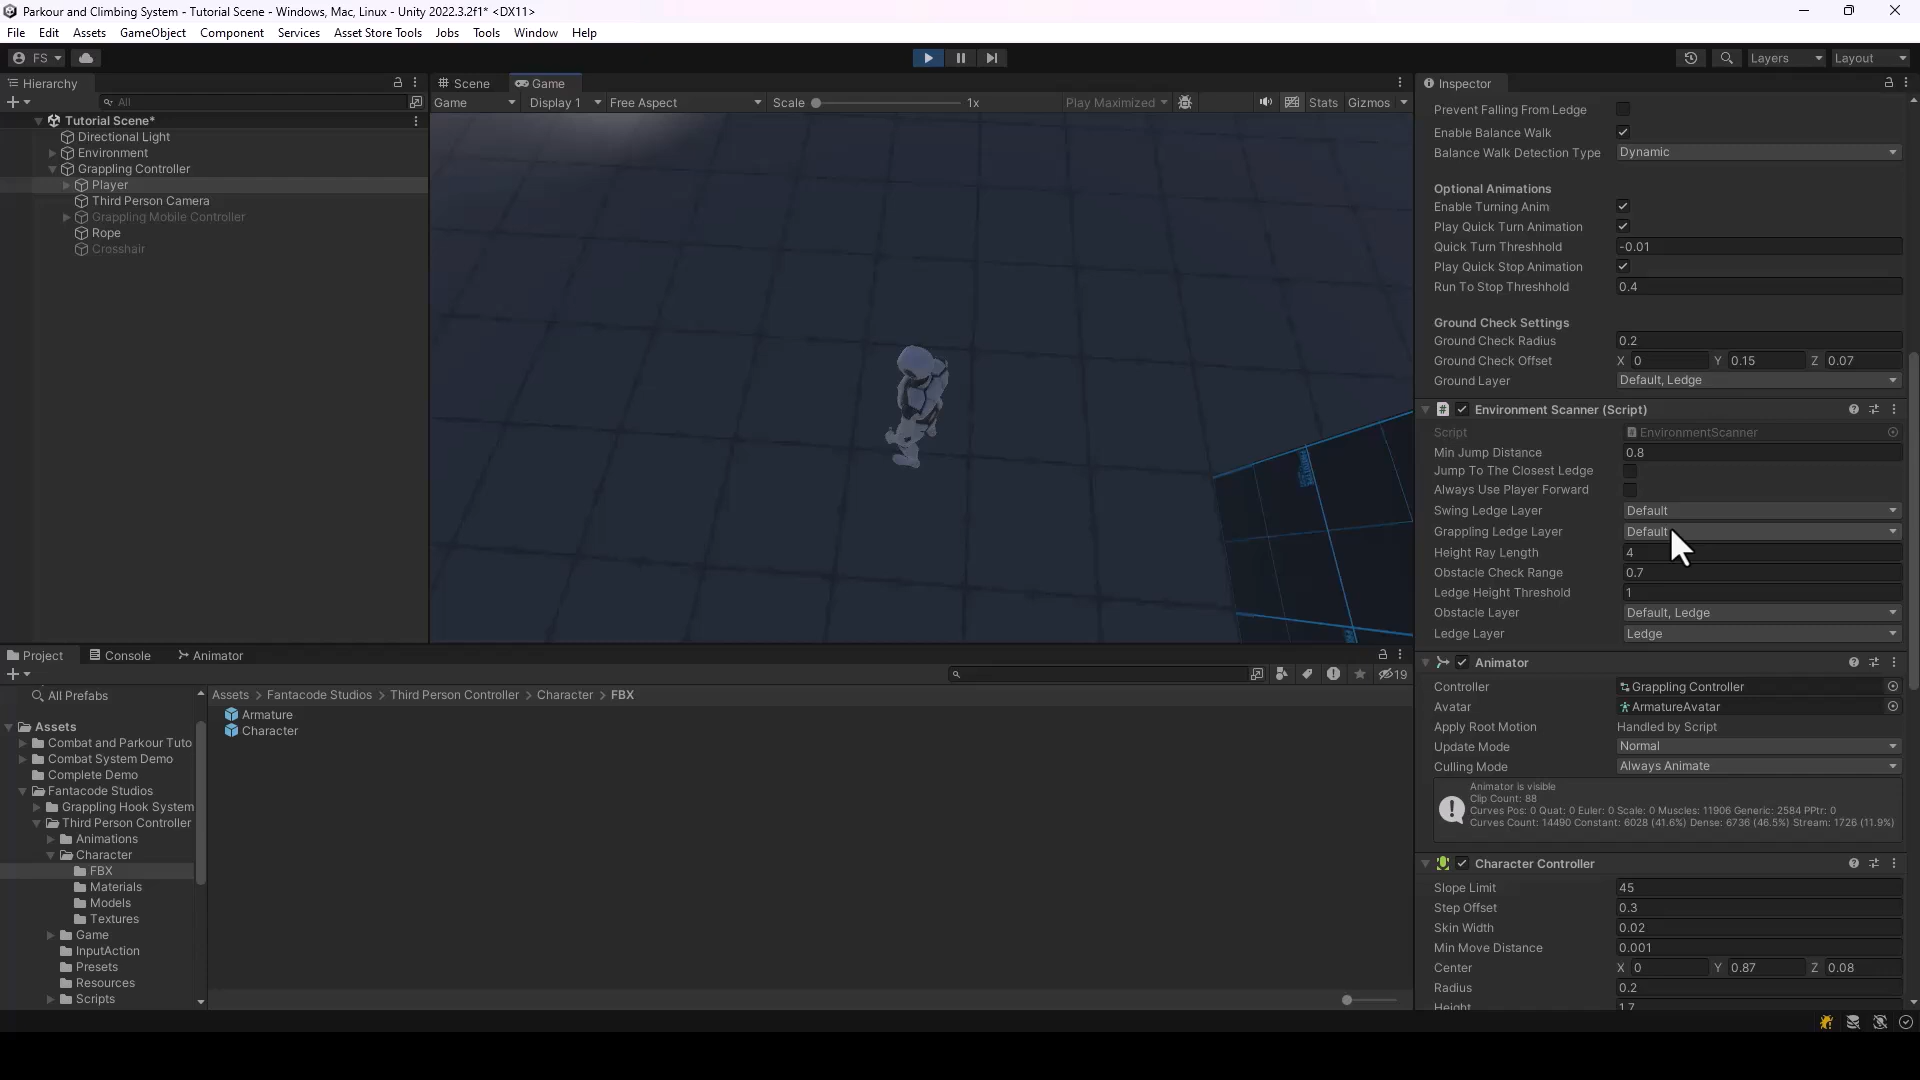 Parkour and Climbing System - Tutorial Scene - Windows, Mac, Linux - Unity 2022.3.2f1* <DX11>
File Edit Assets GameObject Component Services Asset Store Tools Jobs Tools Window Help
FS Layers Layout
Hierarchy
All
Tutorial Scene*
Directional Light
Environment
Grappling Controller
Player
Third Person Camera
Grappling Mobile Controller
Rope
Crosshair
Scene Game
Game Display 1 Free Aspect Scale 1x Play Maximized Stats Gizmos
Inspector
Prevent Falling From Ledge
Enable Balance Walk
Balance Walk Detection Type Dynamic
Optional Animations
Enable Turning Anim
Play Quick Turn Animation
Quick Turn Threshhold -0.01
Play Quick Stop Animation
Run To Stop Threshhold 0.4
Ground Check Settings
Ground Check Radius 0.2
Ground Check Offset X 0 Y 0.15 Z 0.07
Ground Layer Default, Ledge
Environment Scanner (Script)
Script EnvironmentScanner
Min Jump Distance 0.8
Jump To The Closest Ledge
Always Use Player Forward
Swing Ledge Layer Default
Grappling Ledge Layer Default
Height Ray Length 4
Obstacle Check Range 0.7
Ledge Height Threshold 1
Obstacle Layer Default, Ledge
Ledge Layer Ledge
Animator
Controller Grappling Controller
Avatar ArmatureAvatar
Apply Root Motion Handled by Script
Update Mode Normal
Culling Mode Always Animate
Animator is visible
Clip Count: 88
Curves Pos: 0 Quat: 0 Euler: 0 Scale: 0 Muscles: 11906 Generic: 2584 PPtr: 0
Curves Count: 14490 Constant: 6028 (41.6%) Dense: 6736 (46.5%) Stream: 1726 (11.9%)
Character Controller
Slope Limit 45
Step Offset 0.3
Skin Width 0.02
Min Move Distance 0.001
Center X 0 Y 0.87 Z 0.08
Radius 0.2
Height 1.7
Project Console Animator
19
All Prefabs
Assets
Combat and Parkour Tuto
Combat System Demo
Complete Demo
Fantacode Studios
Grappling Hook System
Third Person Controller
Animations
Character
FBX
Materials
Models
Textures
Game
InputAction
Presets
Resources
Scripts
Assets > Fantacode Studios > Third Person Controller > Character > FBX
Armature
Character